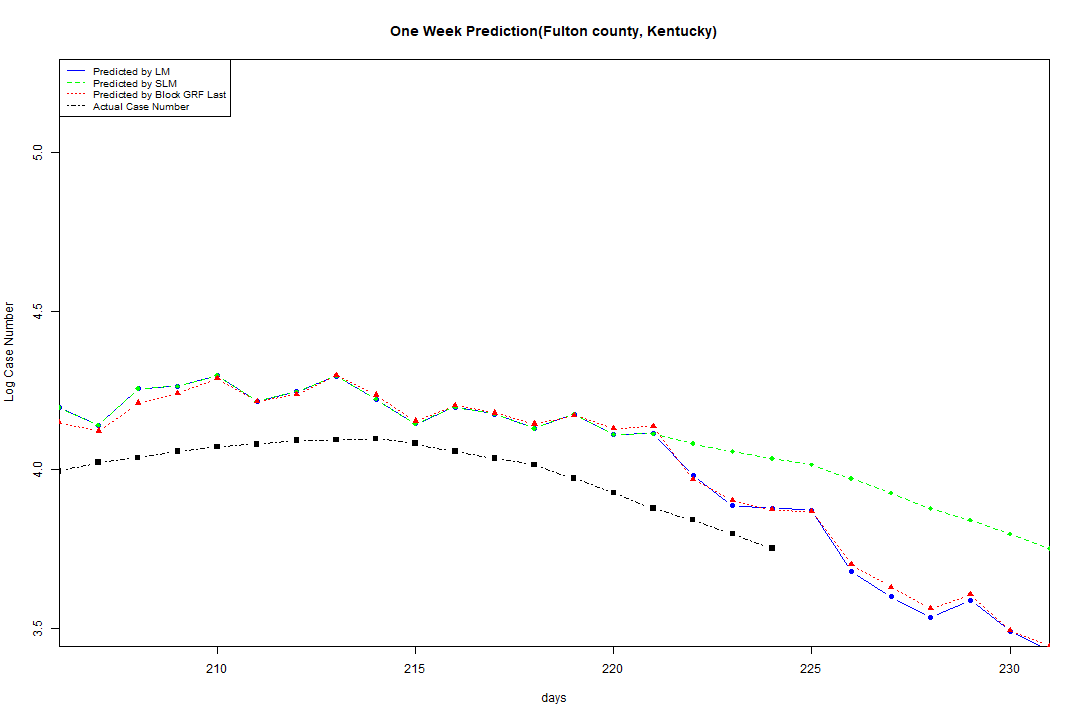 One Week Prediction(Fulton county, Kentucky)
Predicted by LM
Predicted by SLM
Predicted by Block GRF Last
Actual Case Number
5.0
4.5
4.0
3.5
Log Case Number
210 215 220 225 230
days